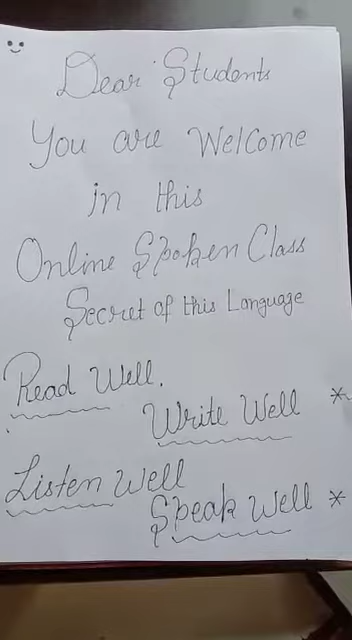 Dear Students
You are Welcome
in this
Online Spoken Class
Secret of this Language
Read Well.
Write Well *
Listen Well
Speak Well *